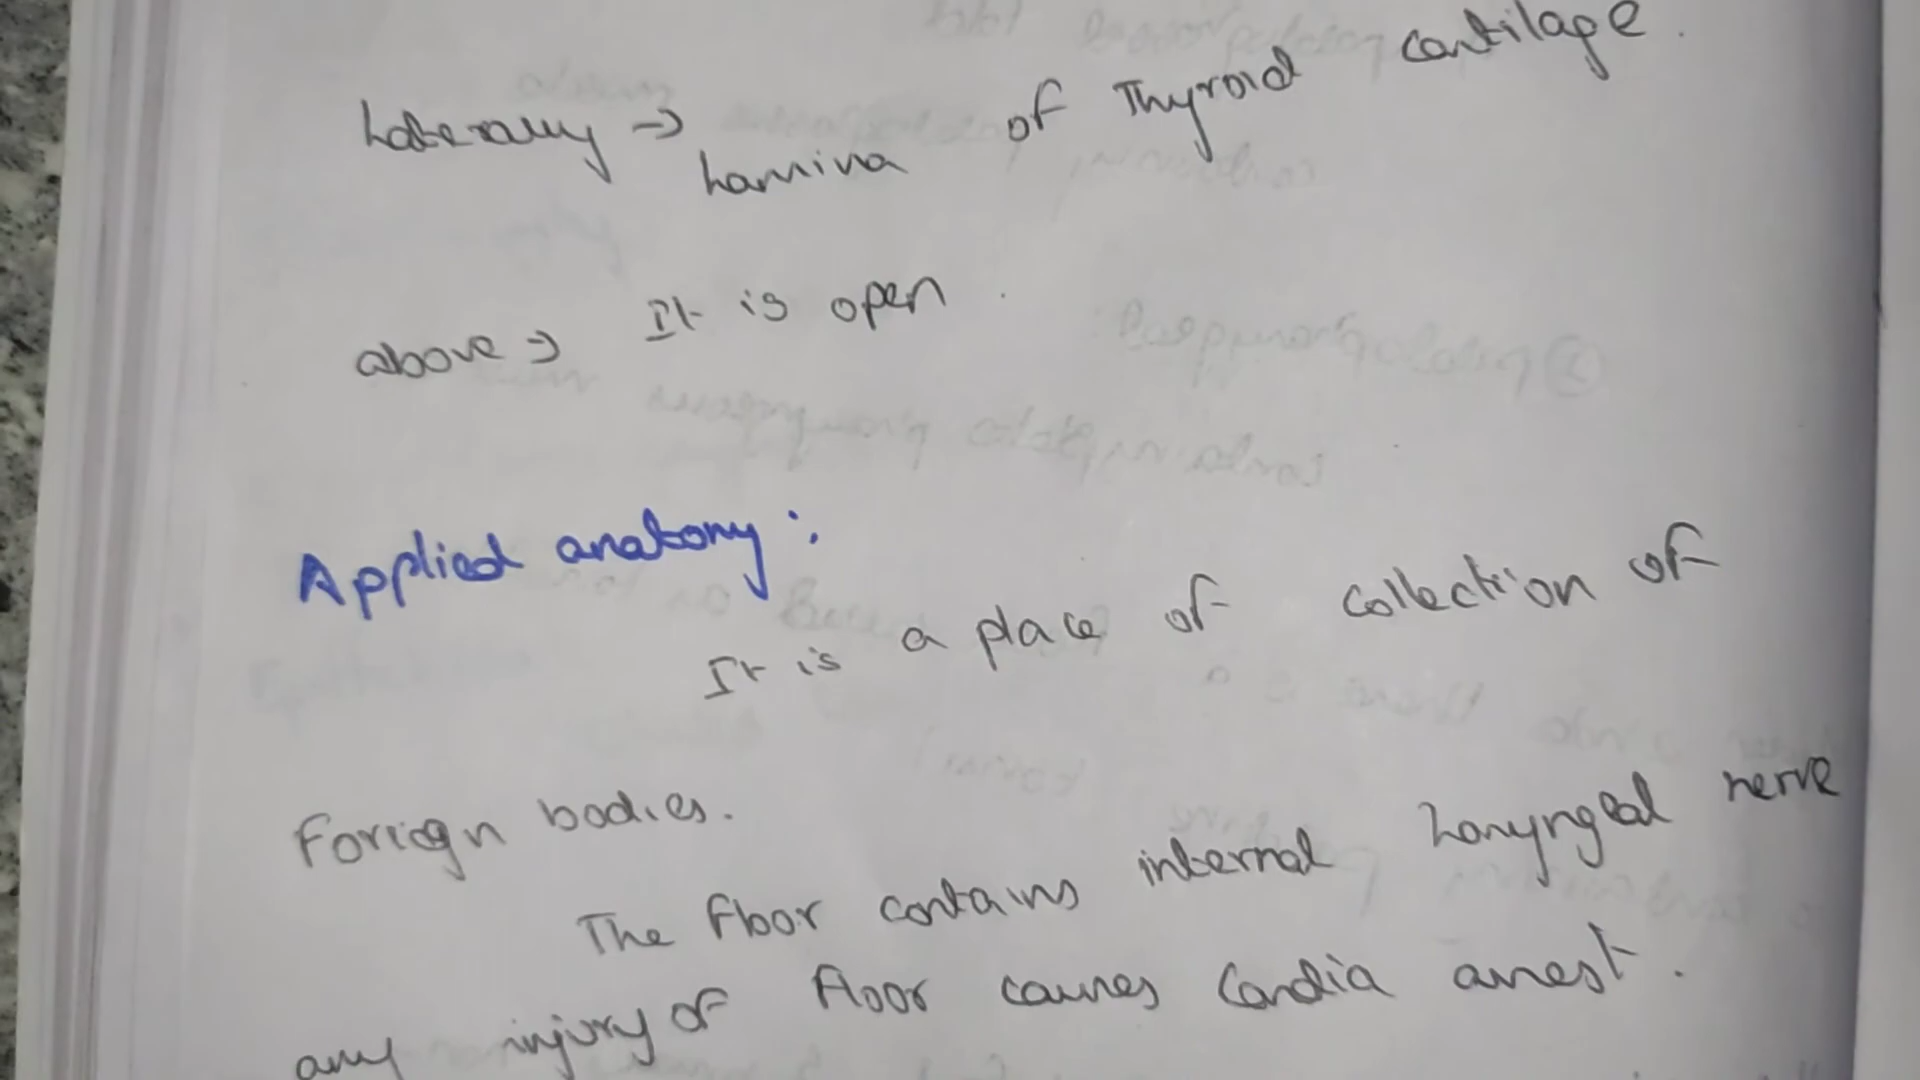 Laterally → Lamina of Thyroid cartilage.
above → It is open.
Applied anatomy:
It is a place of collection of
Foriegn bodies.
The floor contains internal Laryngeal nerve
any injury of floor causes Cardia arrest.